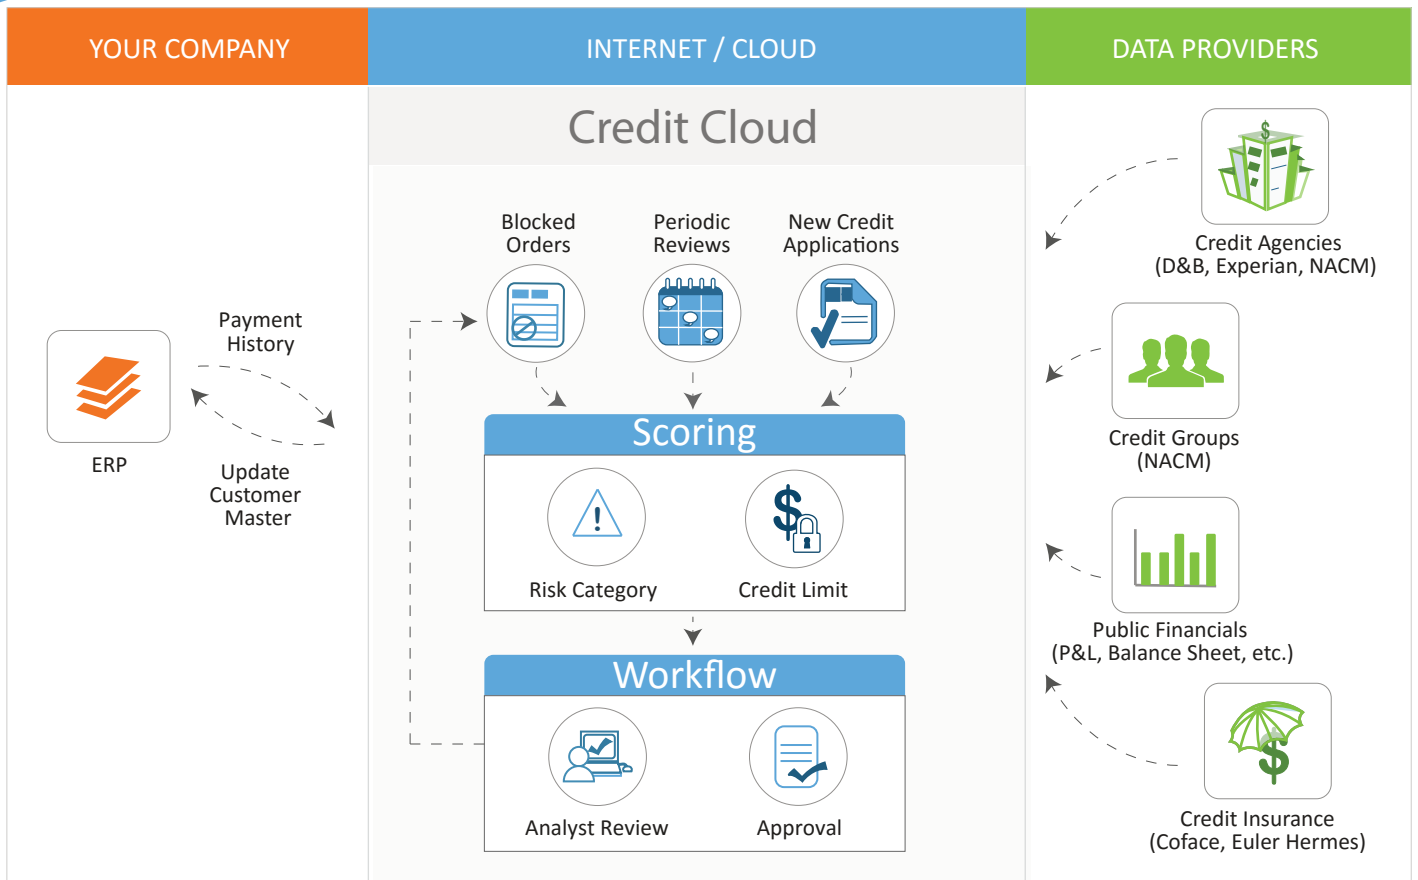 YOUR COMPANY
INTERNET / CLOUD
DATA PROVIDERS
Credit Cloud
Payment
History
ERP
Update
Customer
Master
Blocked
Orders
Periodic
Reviews
New Credit
Applications
Scoring
Risk Category
Credit Limit
Workflow
Analyst Review
Approval
Credit Agencies
(D&B, Experian, NACM)
Credit Groups
(NACM)
Public Financials
(P&L, Balance Sheet, etc.)
Credit Insurance
(Coface, Euler Hermes)